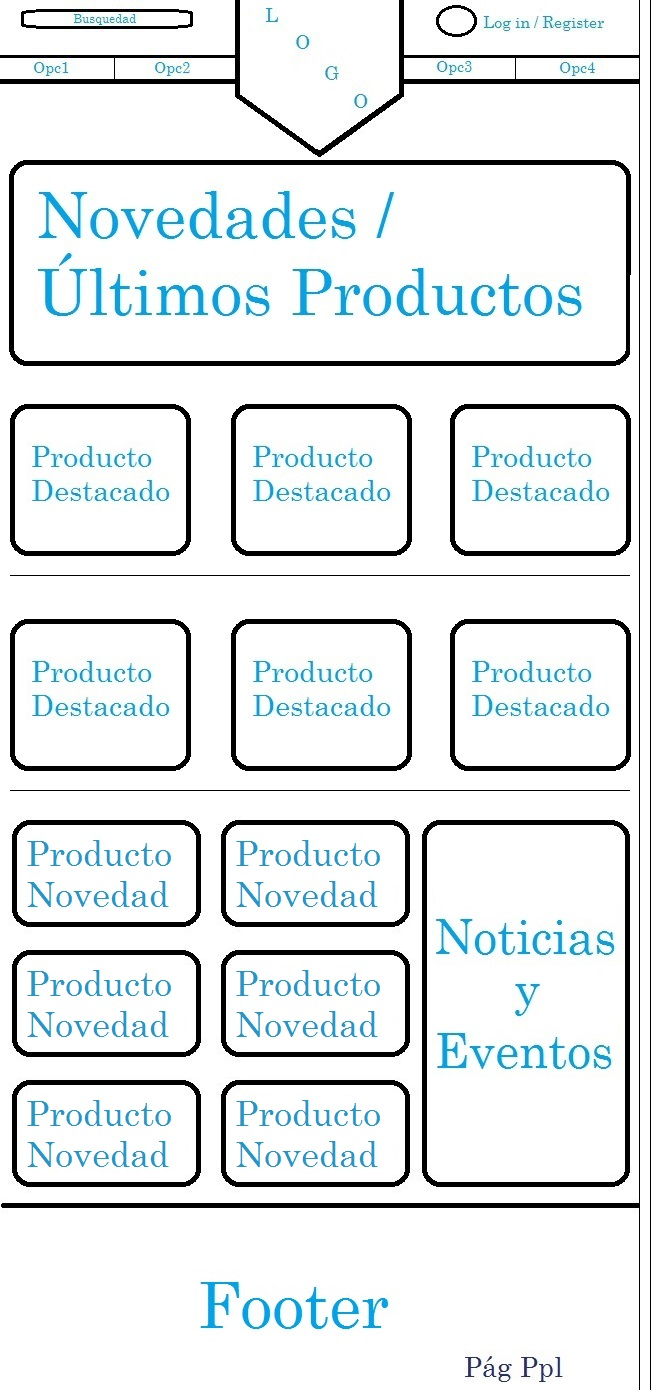 Busquedad
L
O
G
O
Log in / Register
Opc1
Opc2
Opc3
Opc4
Novedades /
Últimos Productos
Producto
Destacado
Producto
Destacado
Producto
Destacado
Producto
Destacado
Producto
Destacado
Producto
Destacado
Producto
Novedad
Producto
Novedad
Noticias
y
Eventos
Producto
Novedad
Producto
Novedad
Producto
Novedad
Producto
Novedad
Footer
Pág Ppl